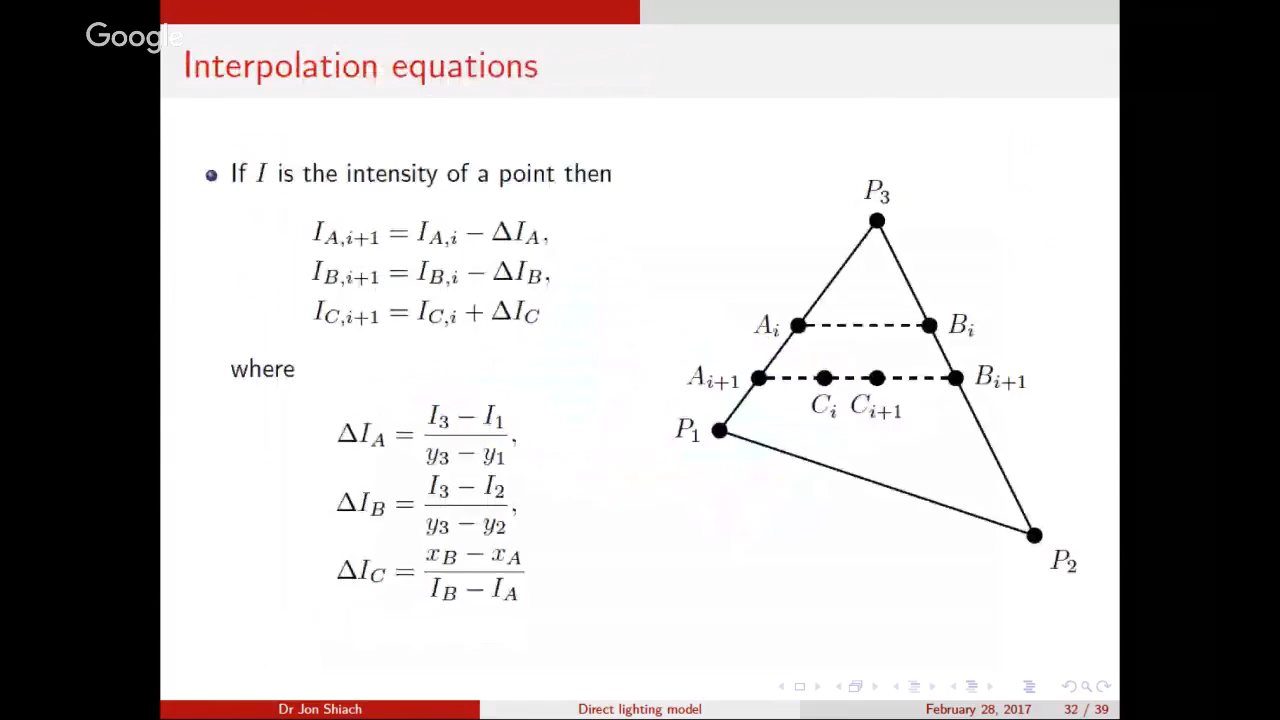 Google
Interpolation equations
If I is the intensity of a point then
I_{A,i+1} = I_{A,i} − ΔI_A,
I_{B,i+1} = I_{B,i} − ΔI_B,
I_{C,i+1} = I_{C,i} + ΔI_C
where
ΔI_A = \frac{I_3 − I_1}{y_3 − y_1},
ΔI_B = \frac{I_3 − I_2}{y_3 − y_2},
ΔI_C = \frac{x_B − x_A}{I_B − I_A}
P_3
A_i B_i
A_{i+1} B_{i+1}
C_i C_{i+1}
P_1
P_2
Dr Jon Shiach Direct lighting model February 28, 2017 32 / 39